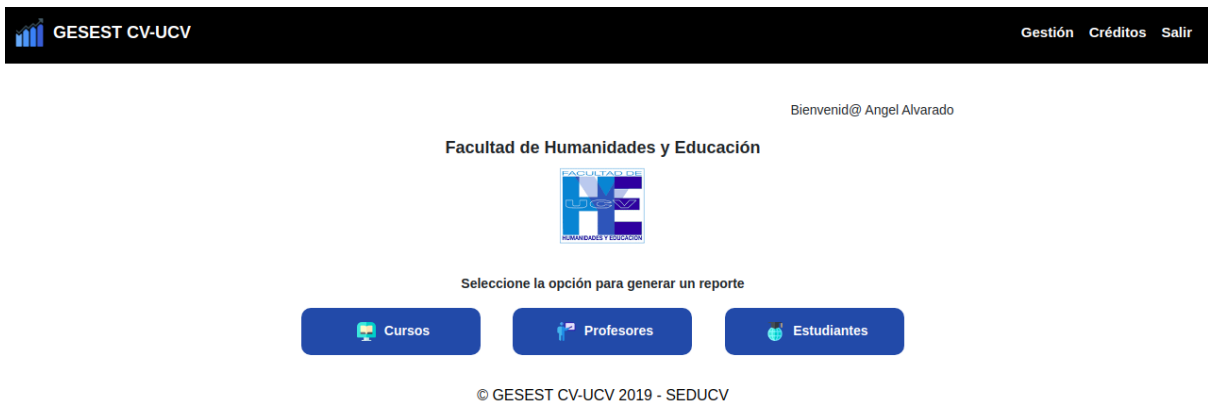 GESEST CV-UCV
Gestión Créditos Salir
Bienvenid@ Angel Alvarado
Facultad de Humanidades y Educación
FACULTAD DE
UCV
HUMANIDADES Y EDUCACIÓN
Seleccione la opción para generar un reporte
Cursos
Profesores
Estudiantes
© GESEST CV-UCV 2019 - SEDUCV